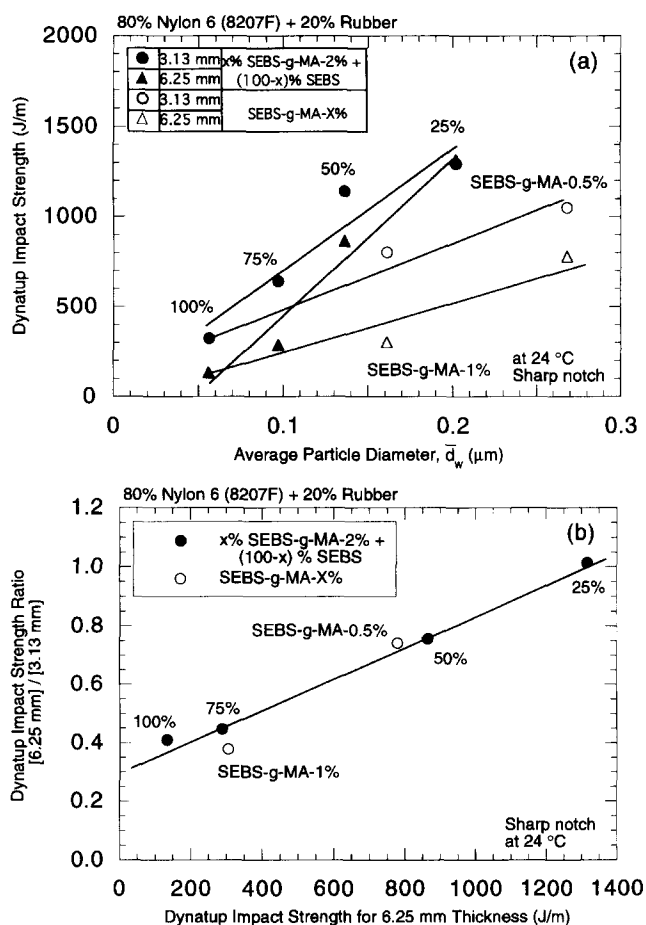 80% Nylon 6 (8207F) + 20% Rubber
(a)
● 3.13 mm x% SEBS-g-MA-2% +
▲ 6.25 mm (100-x)% SEBS
○ 3.13 mm SEBS-g-MA-X%
△ 6.25 mm
2000
1500
1000
500
0
Dynatup Impact Strength (J/m)
25%
50%
SEBS-g-MA-0.5%
75%
100%
SEBS-g-MA-1%
at 24 °C
Sharp notch
0 0.1 0.2 0.3
Average Particle Diameter, d̅w (μm)
80% Nylon 6 (8207F) + 20% Rubber
(b)
● x% SEBS-g-MA-2% +
(100-x) % SEBS
○ SEBS-g-MA-X%
1.2
1.0
0.8
0.6
0.4
0.2
0.0
Dynatup Impact Strength Ratio
[6.25 mm] / [3.13 mm]
25%
SEBS-g-MA-0.5%
50%
75%
100%
SEBS-g-MA-1%
Sharp notch
at 24 °C
0 200 400 600 800 1000 1200 1400
Dynatup Impact Strength for 6.25 mm Thickness (J/m)